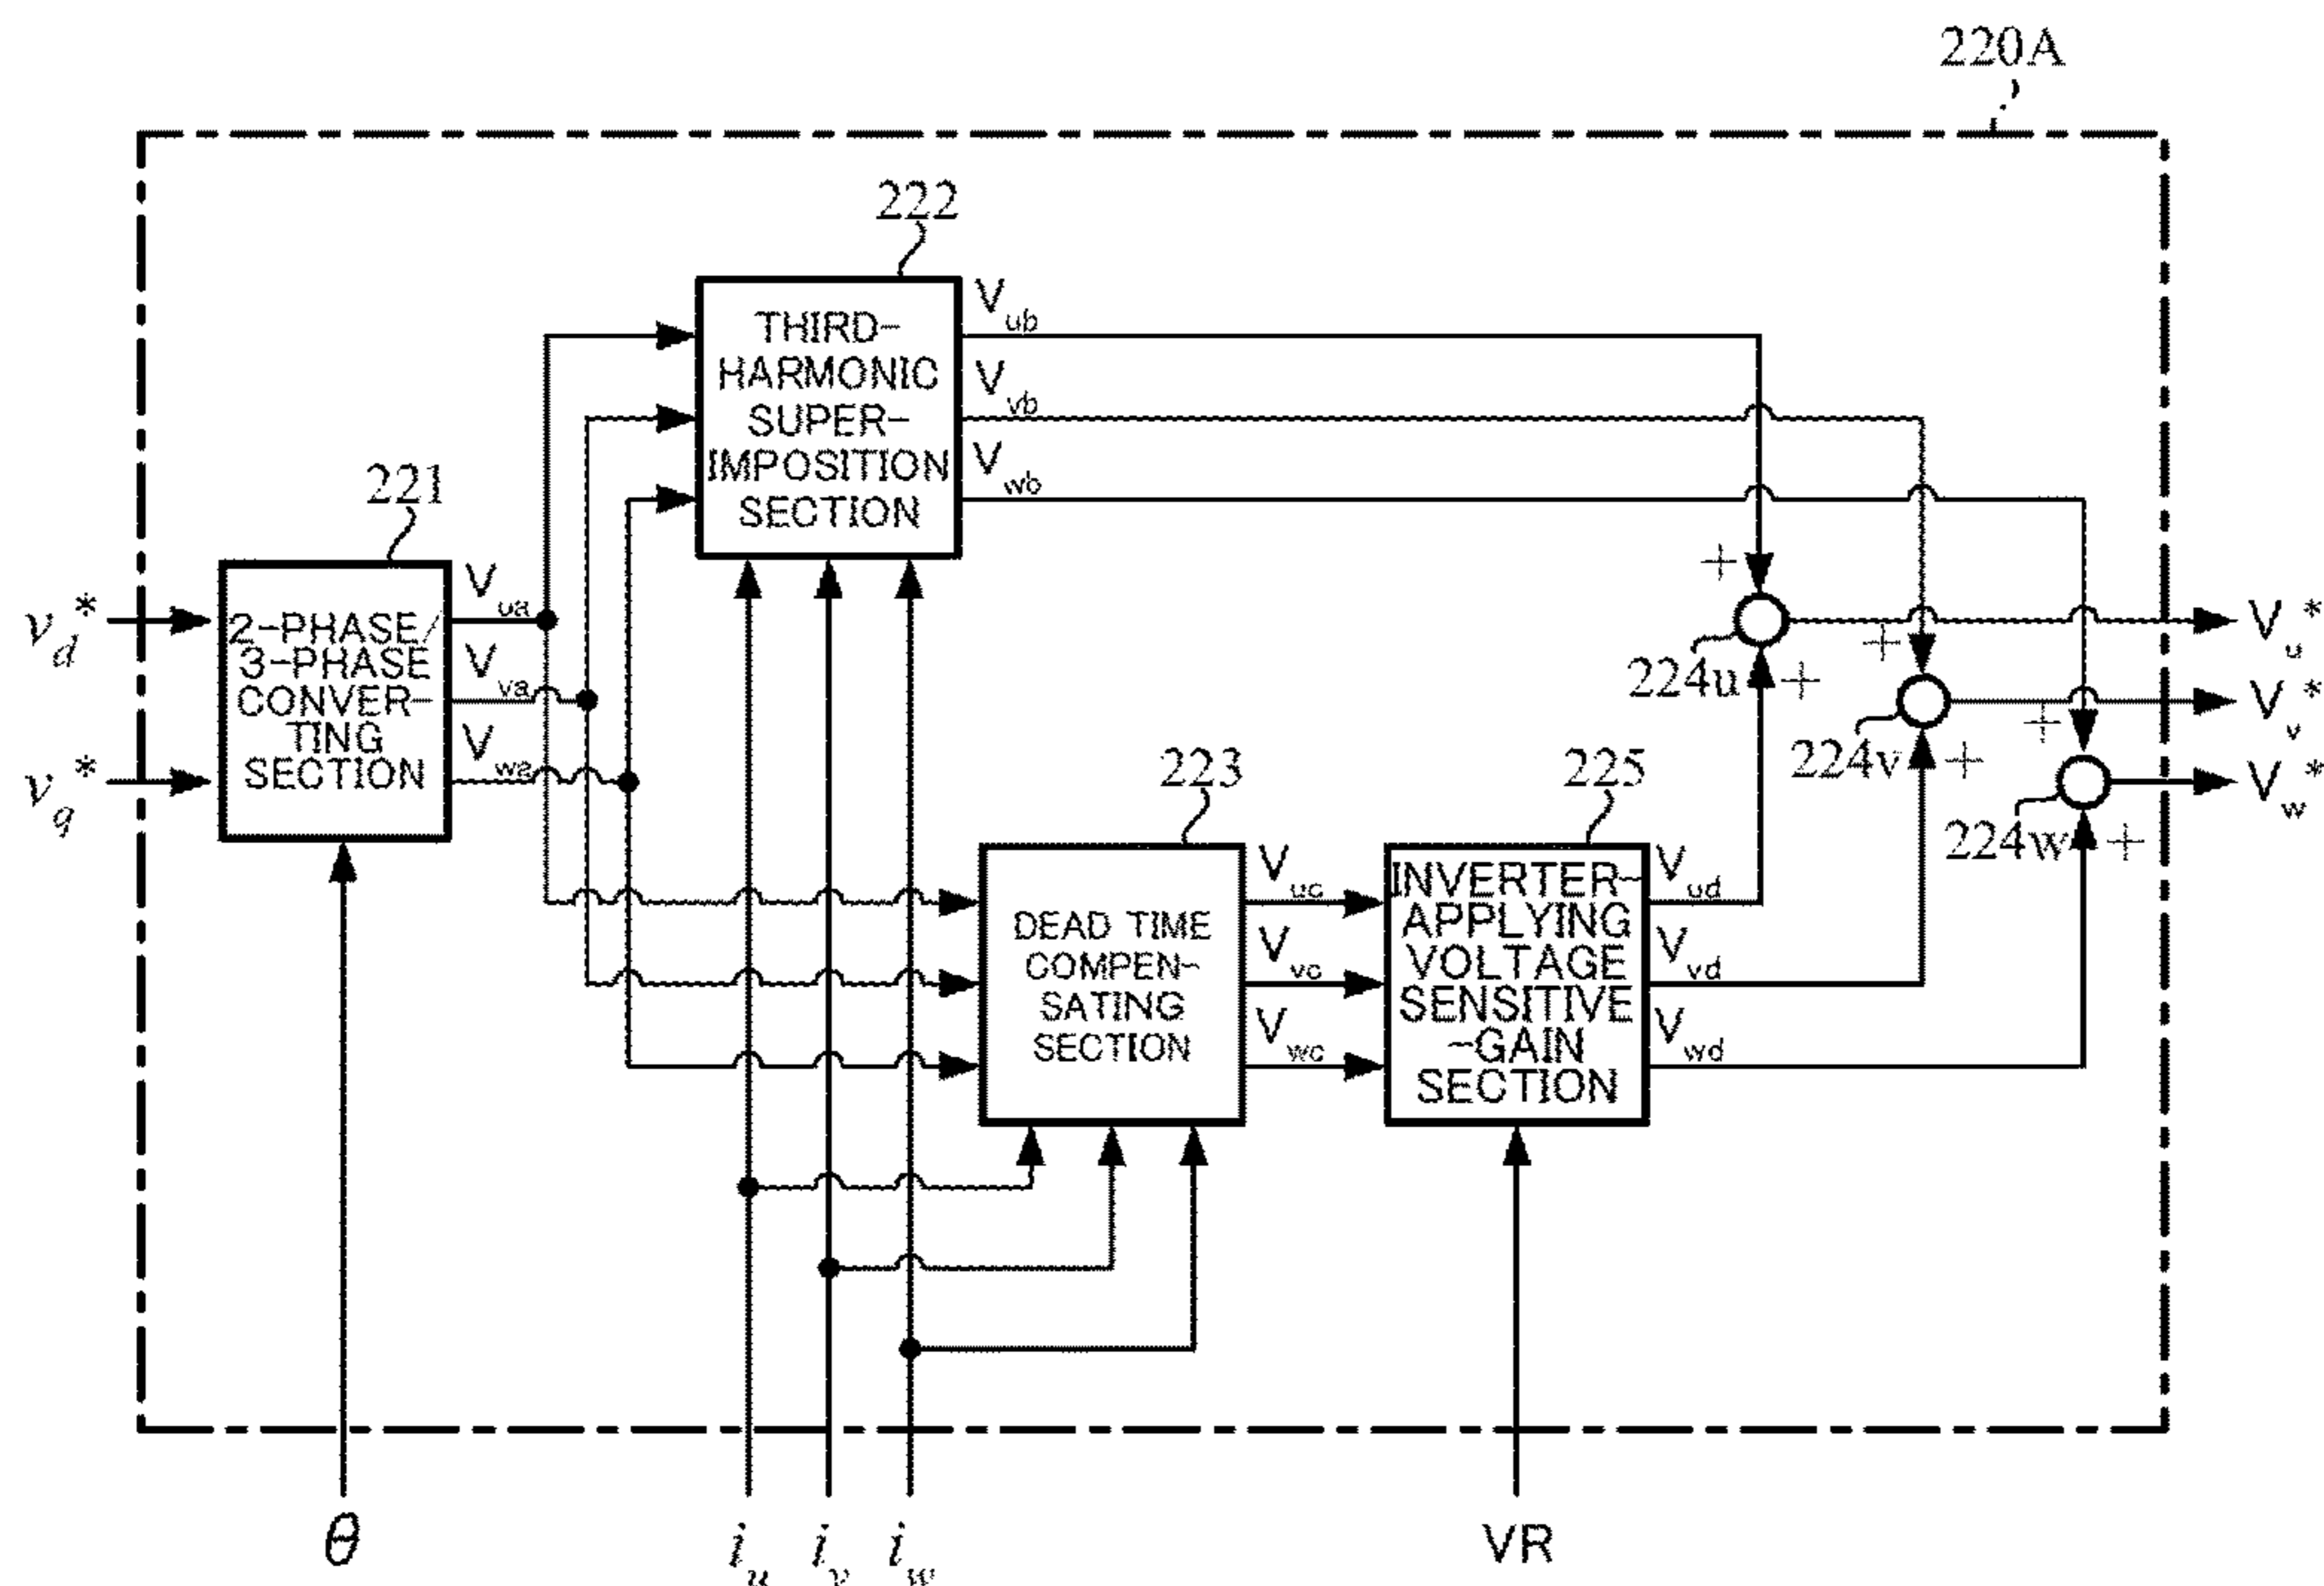 220A
222
THIRD-
HARMONIC
SUPER-
IMPOSITION
SECTION
V_ub
V_vb
V_wb
221
2-PHASE/
3-PHASE
CONVER-
TING
SECTION
v_d*
v_q*
V_ua
V_va
V_wa
+
224u
+
V_u*
+
224v
+
V_v*
+
224w
+
V_w*
223
DEAD TIME
COMPEN-
SATING
SECTION
V_uc
V_vc
V_wc
225
INVERTER-
APPLYING
VOLTAGE
SENSITIVE
-GAIN
SECTION
V_ud
V_vd
V_wd
θ
i_u
i_v
i_w
VR